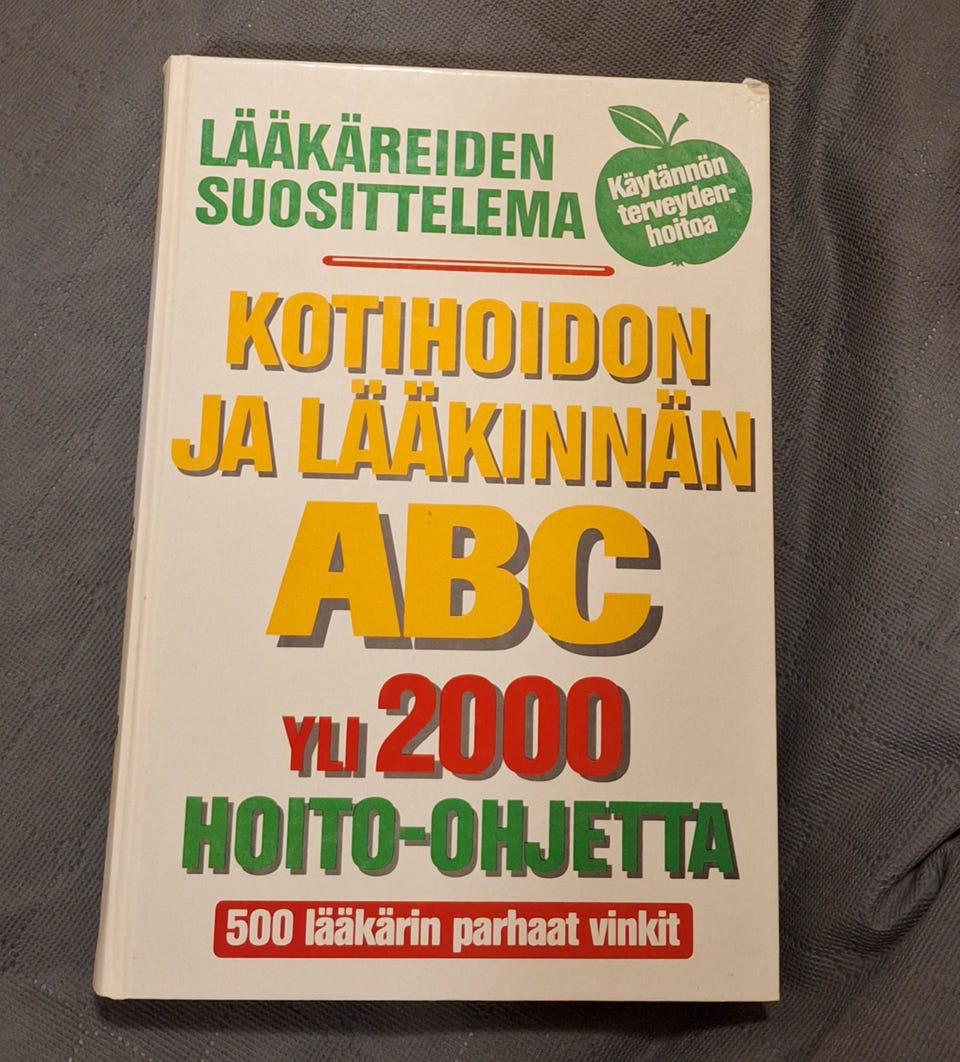 LÄÄKÄREIDEN
SUOSITTELEMA
Käytännön
terveyden-
hoitoa
KOTIHOIDON
JA LÄÄKINNÄN
ABC
YLI 2000
HOITO-OHJETTA
500 lääkärin parhaat vinkit